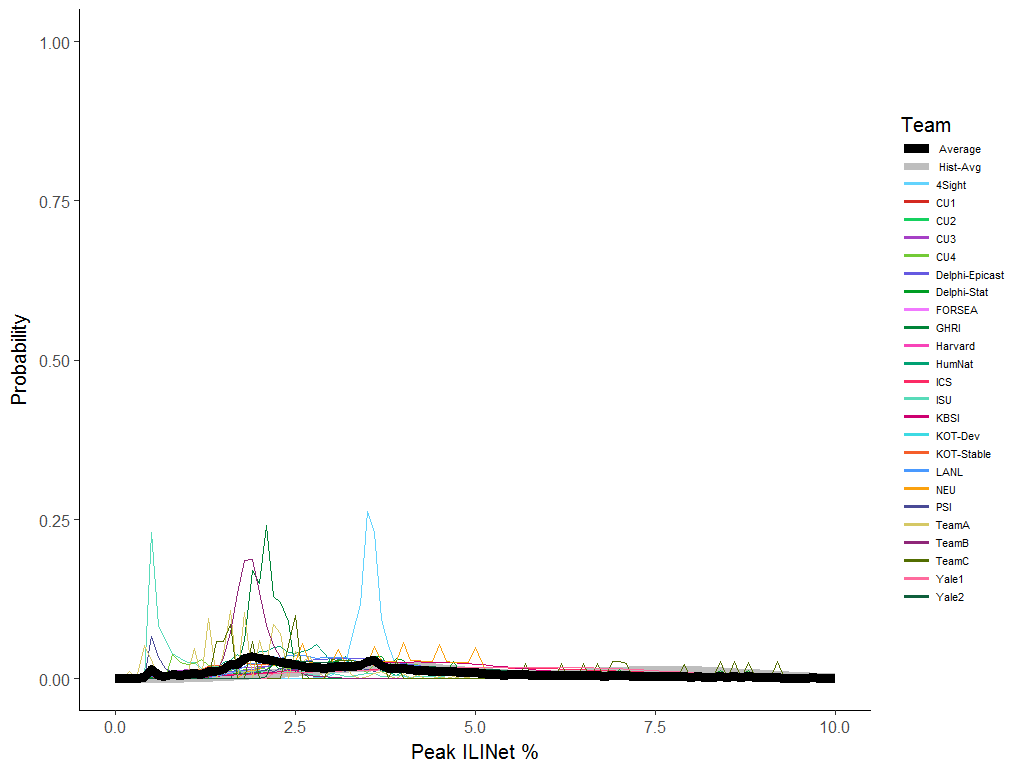 1.00
0.75
0.50
0.25
0.00
Probability
0.0 2.5 5.0 7.5 10.0
Peak ILINet %
Team
Average
Hist-Avg
4Sight
CU1
CU2
CU3
CU4
Delphi-Epicast
Delphi-Stat
FORSEA
GHRI
Harvard
HumNat
ICS
ISU
KBSI
KOT-Dev
KOT-Stable
LANL
NEU
PSI
TeamA
TeamB
TeamC
Yale1
Yale2